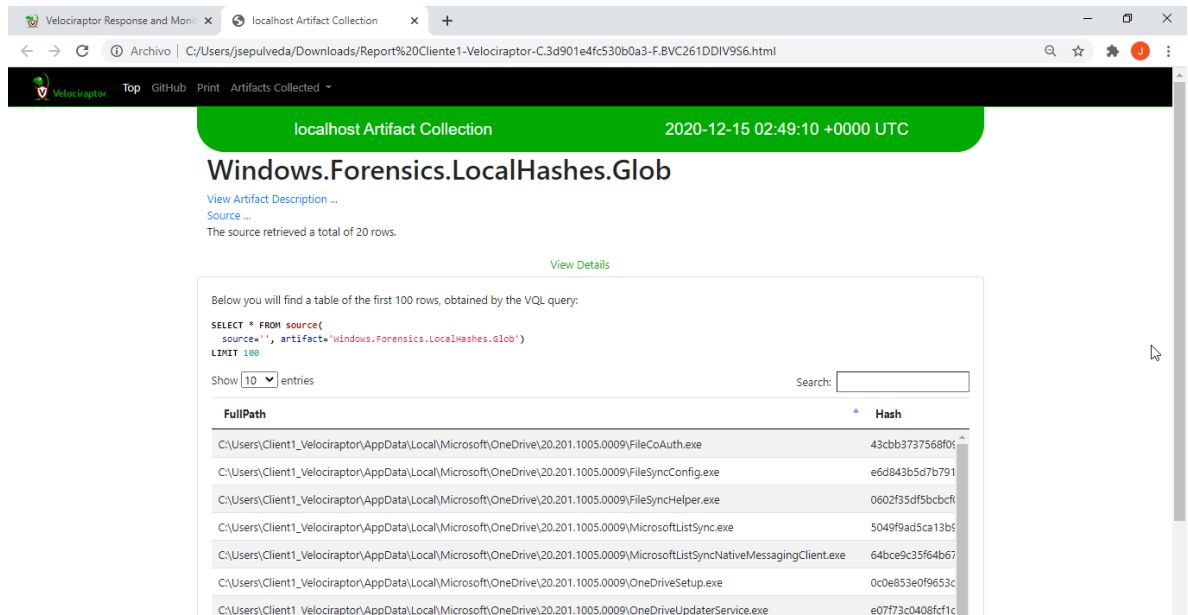 Velociraptor Response and Monit
localhost Artifact Collection
Archivo | C:/Users/jsepulveda/Downloads/Report%20Cliente1-Velociraptor-C.3d901e4fc530b0a3-F.BVC261DDIV9S6.html
J
Velociraptor Top GitHub Print Artifacts Collected
localhost Artifact Collection 2020-12-15 02:49:10 +0000 UTC
Windows.Forensics.LocalHashes.Glob
View Artifact Description ...
Source ...
The source retrieved a total of 20 rows.
View Details
Below you will find a table of the first 100 rows, obtained by the VQL query:
SELECT * FROM source(
source='', artifact='Windows.Forensics.LocalHashes.Glob')
LIMIT 100
Show 10 entries Search:
FullPath Hash
C:\Users\Client1_Velociraptor\AppData\Local\Microsoft\OneDrive\20.201.1005.0009\FileCoAuth.exe 43cbb3737568f09
C:\Users\Client1_Velociraptor\AppData\Local\Microsoft\OneDrive\20.201.1005.0009\FileSyncConfig.exe e6d843b5d7b791
C:\Users\Client1_Velociraptor\AppData\Local\Microsoft\OneDrive\20.201.1005.0009\FileSyncHelper.exe 0602f35df5bcbcf0
C:\Users\Client1_Velociraptor\AppData\Local\Microsoft\OneDrive\20.201.1005.0009\MicrosoftListSync.exe 5049f9ad5ca13b9
C:\Users\Client1_Velociraptor\AppData\Local\Microsoft\OneDrive\20.201.1005.0009\MicrosoftListSyncNativeMessagingClient.exe 64bce9c35f64b67
C:\Users\Client1_Velociraptor\AppData\Local\Microsoft\OneDrive\20.201.1005.0009\OneDriveSetup.exe 0c0e853e0f9653c
C:\Users\Client1_Velociraptor\AppData\Local\Microsoft\OneDrive\20.201.1005.0009\OneDriveUpdaterService.exe e07f73c0408fcf1c